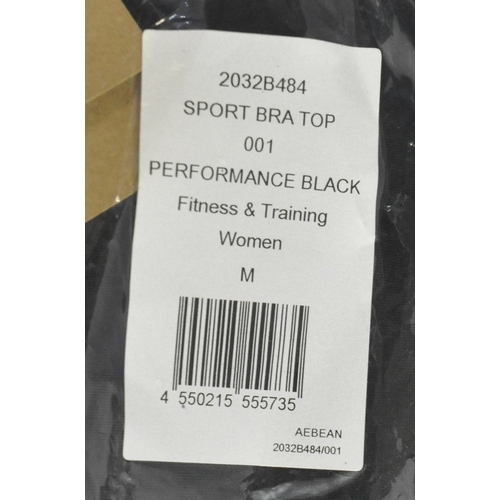 2032B484
SPORT BRA TOP
001
PERFORMANCE BLACK
Fitness & Training
Women
M
4 550215 555735
AEBEAN
2032B484/001